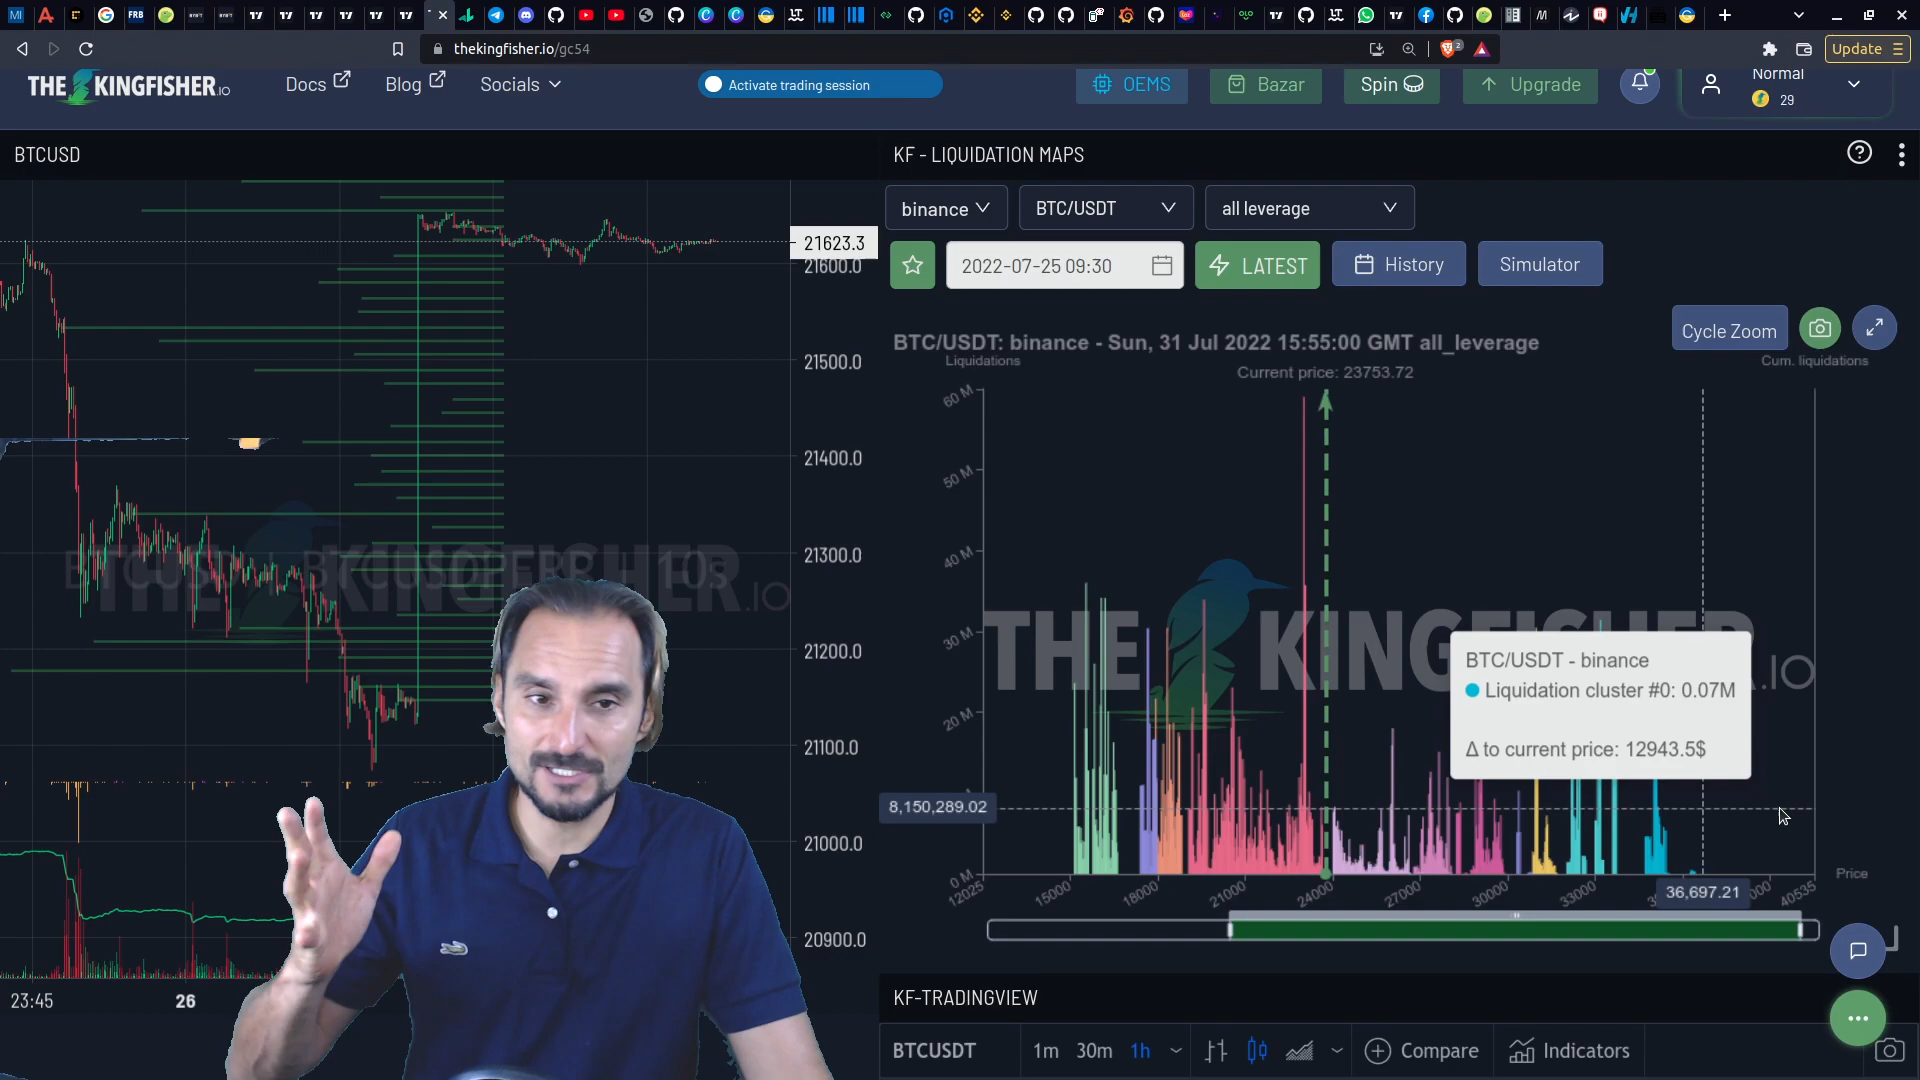 thekingfisher.io/gc54
Update
THE KINGFISHER.IO
Docs
Blog
Socials
Activate trading session
OEMS
Bazar
Spin
Upgrade
Normal
29
BTCUSD
21623.3
21600.0
21500.0
21400.0
21300.0
21200.0
21100.0
21000.0
20900.0
23:45
26
KF - LIQUIDATION MAPS
binance
BTC/USDT
all leverage
2022-07-25 09:30
LATEST
History
Simulator
Cycle Zoom
BTC/USDT: binance - Sun, 31 Jul 2022 15:55:00 GMT all_leverage
Liquidations
Cum. liquidations
Current price: 23753.72
60 M
50 M
40 M
30 M
20 M
0 M
THE KINGFISHER.IO
BTC/USDT - binance
Liquidation cluster #0: 0.07M
Δ to current price: 12943.5$
8,150,289.02
Price
12025
15000
18000
21000
24000
27000
30000
33000
36,697.21
40535
KF-TRADINGVIEW
BTCUSDT
1m
30m
1h
Compare
Indicators